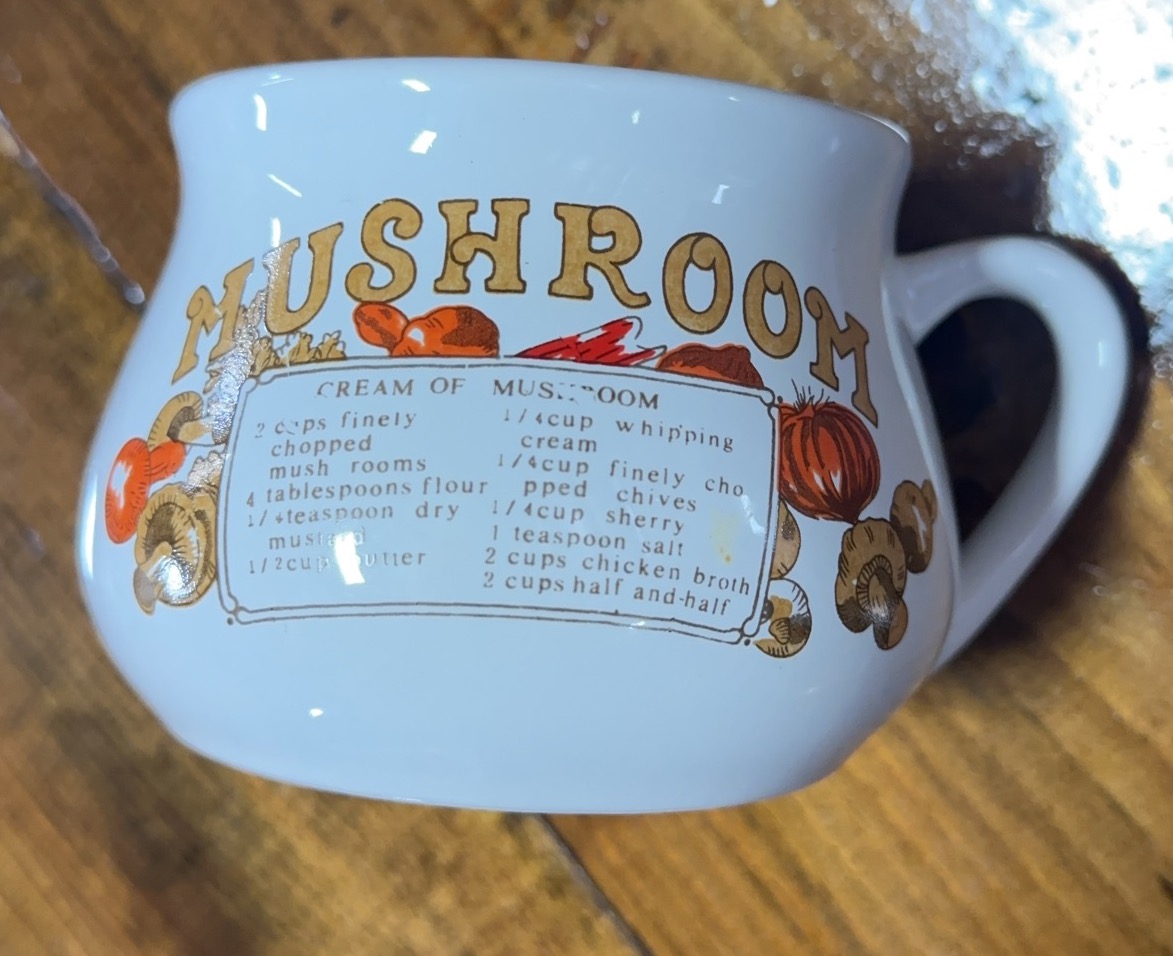 MUSHROOM
CREAM OF MUSHROOM
2 cups finely
chopped
mush rooms
4 tablespoons flour
1/4teaspoon dry
mustard
1/2cup butter
1/4cup whipping
cream
1/4cup finely cho
pped chives
1/4cup sherry
1 teaspoon salt
2 cups chicken broth
2 cups half and-half